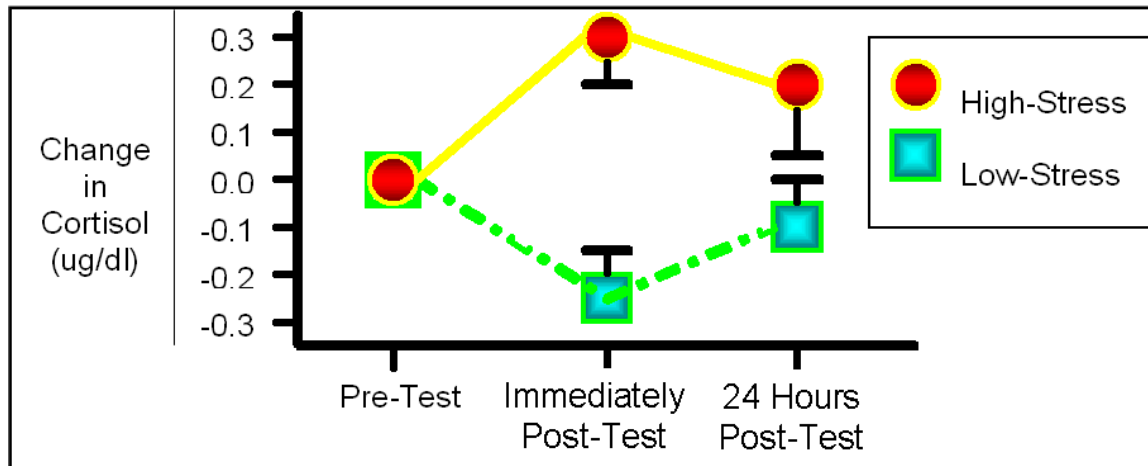 Change
in
Cortisol
(ug/dl)
0.3
0.2
0.1
0.0
-0.1
-0.2
-0.3
Pre-Test
Immediately
Post-Test
24 Hours
Post-Test
High-Stress
Low-Stress